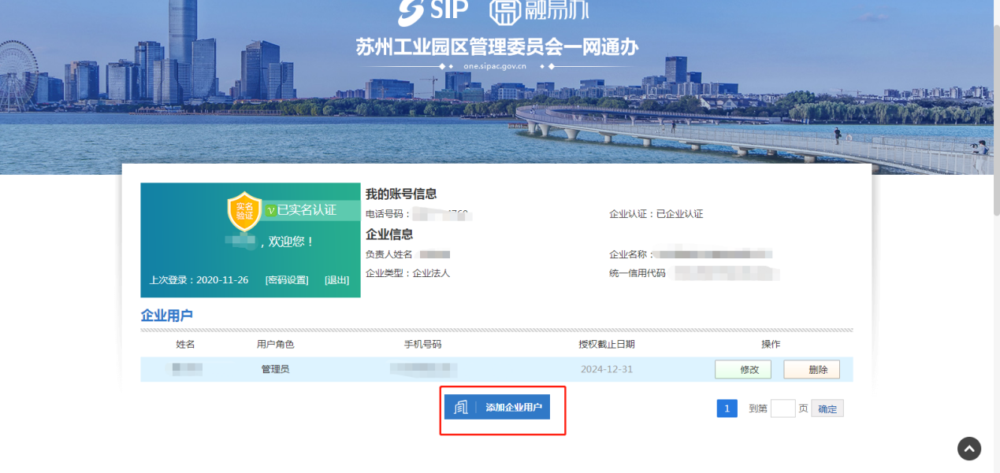 SIP 融易办
苏州工业园区管理委员会一网通办
one.sipac.gov.cn
实名
验证
V已实名认证
，欢迎您！
上次登录：2020-11-26 [密码设置] [退出]
我的账号信息
电话号码： 企业认证：已企业认证
企业信息
负责人姓名 企业名称：
企业类型：企业法人 统一信用代码
企业用户
姓名 用户角色 手机号码 授权截止日期 操作
管理员 2024-12-31 修改 删除
添加企业用户
1 到第 页 确定